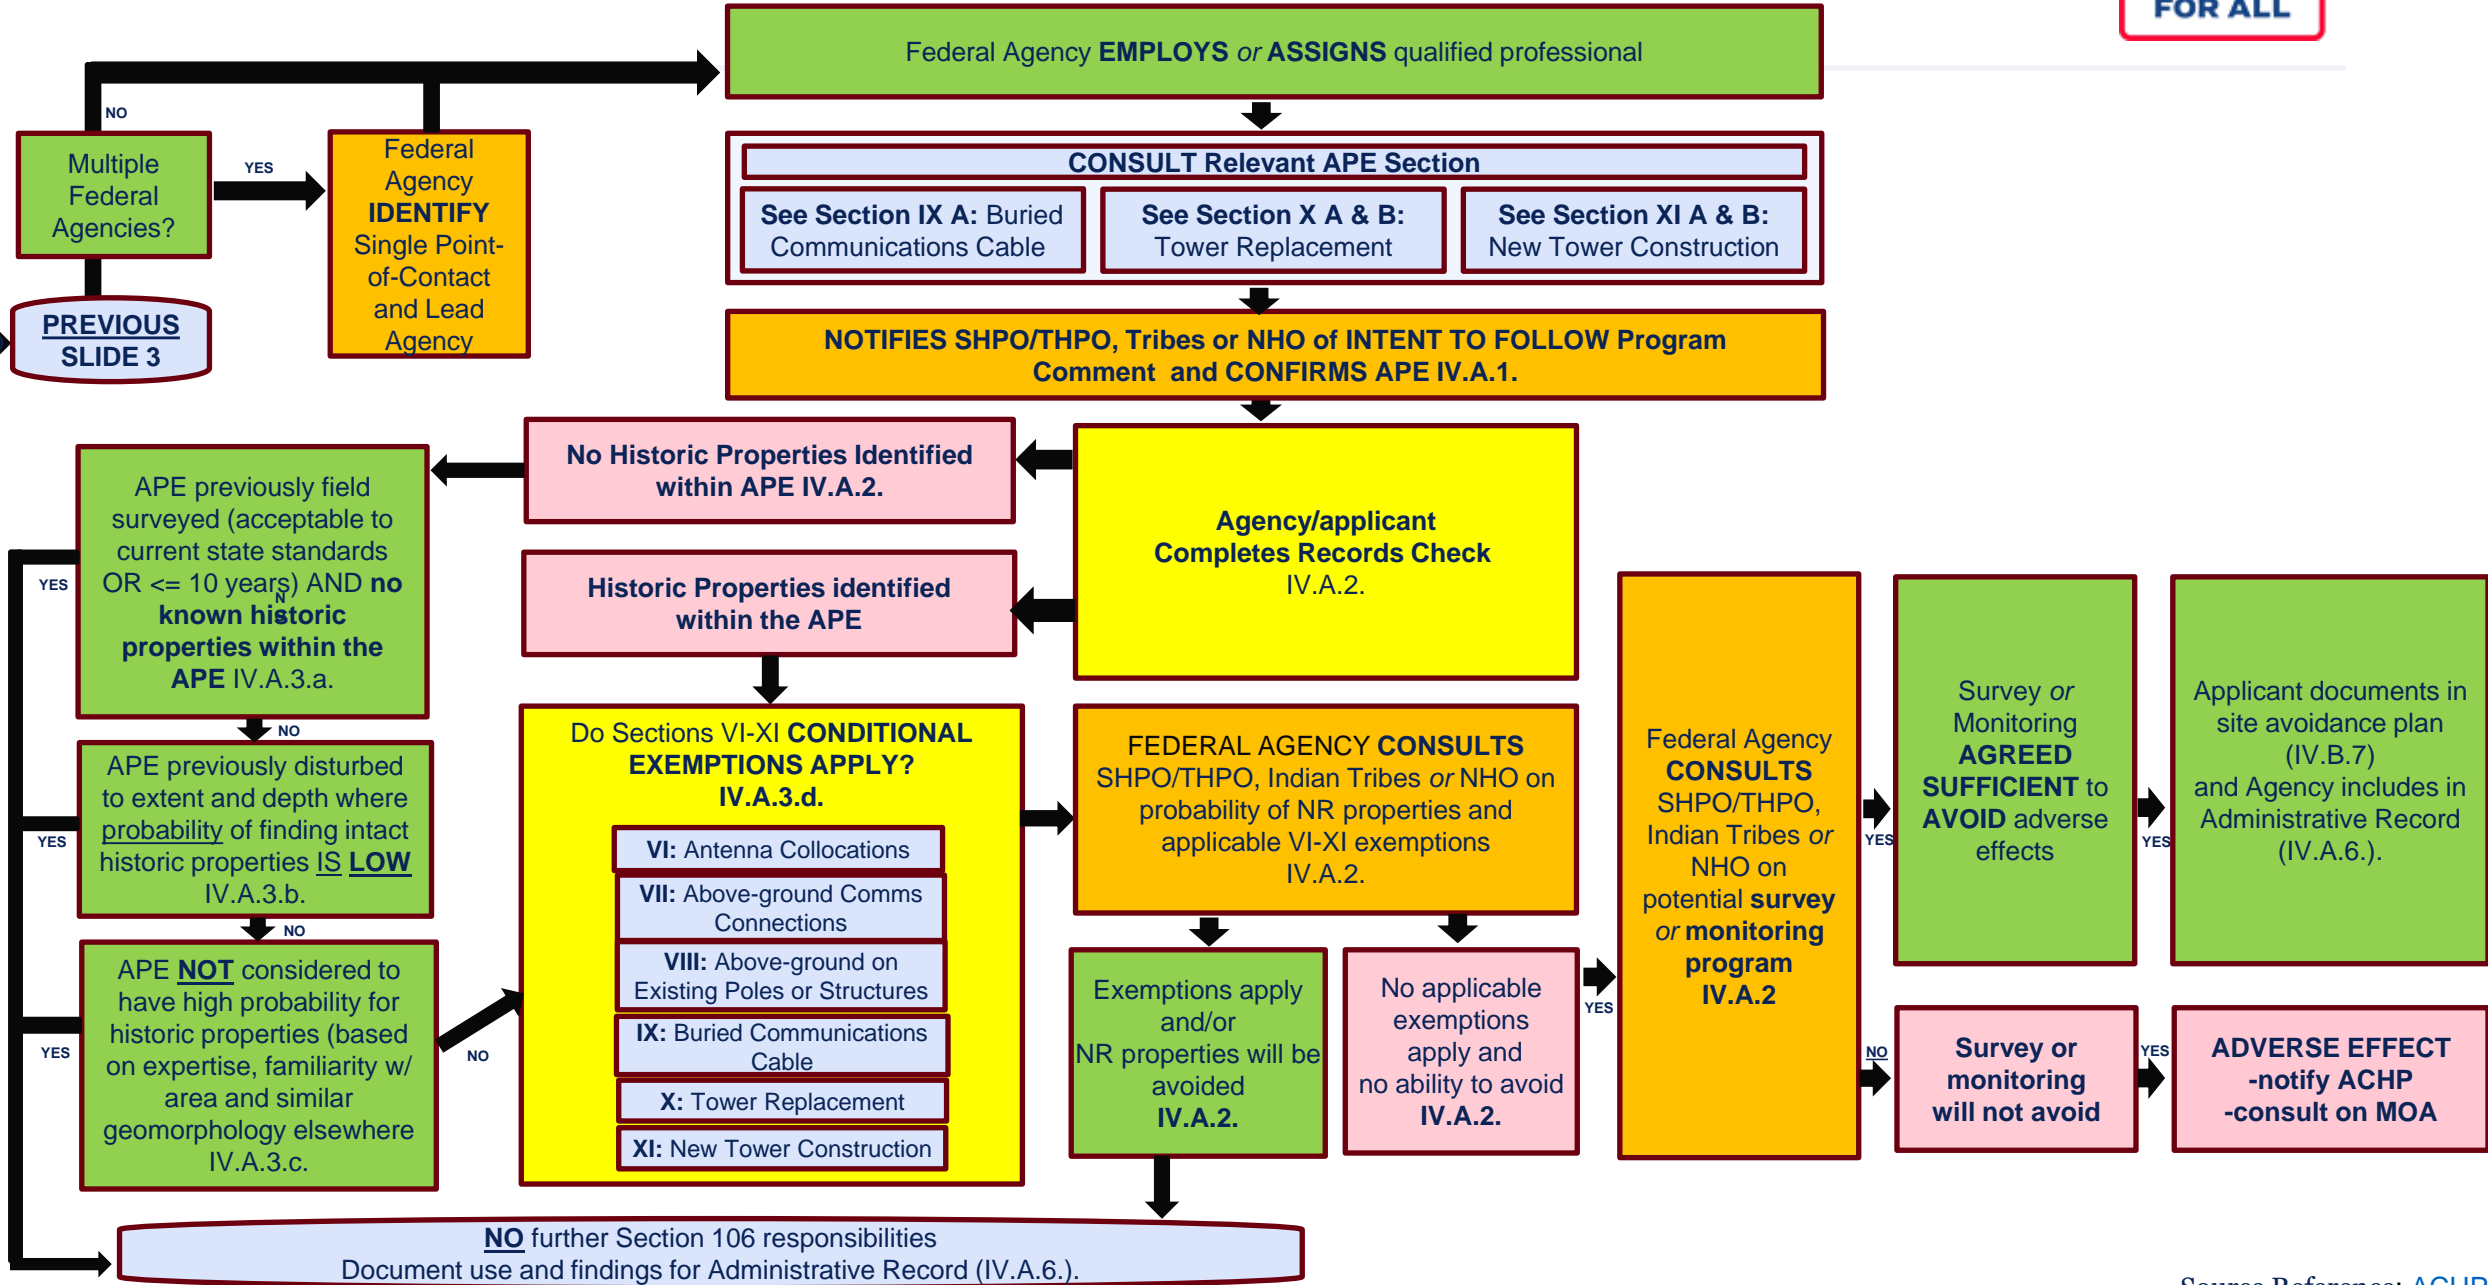 FOR ALL
Federal Agency EMPLOYS or ASSIGNS qualified professional
NO
Multiple
Federal
Agencies?
YES
Federal
Agency
IDENTIFY
Single Point-
of-Contact
and Lead
Agency
PREVIOUS
SLIDE 3
CONSULT Relevant APE Section
See Section IX A: Buried
Communications Cable
See Section X A & B:
Tower Replacement
See Section XI A & B:
New Tower Construction
NOTIFIES SHPO/THPO, Tribes or NHO of INTENT TO FOLLOW Program
Comment and CONFIRMS APE IV.A.1.
Agency/applicant
Completes Records Check
IV.A.2.
No Historic Properties Identified
within APE IV.A.2.
Historic Properties identified
within the APE
APE previously field
surveyed (acceptable to
current state standards
OR <= 10 years) AND no
known historic
properties within the
APE IV.A.3.a.
N
YES
NO
APE previously disturbed
to extent and depth where
probability of finding intact
historic properties IS LOW
IV.A.3.b.
YES
NO
APE NOT considered to
have high probability for
historic properties (based
on expertise, familiarity w/
area and similar
geomorphology elsewhere
IV.A.3.c.
YES
NO
Do Sections VI-XI CONDITIONAL
EXEMPTIONS APPLY?
IV.A.3.d.
VI: Antenna Collocations
VII: Above-ground Comms
Connections
VIII: Above-ground on
Existing Poles or Structures
IX: Buried Communications
Cable
X: Tower Replacement
XI: New Tower Construction
FEDERAL AGENCY CONSULTS
SHPO/THPO, Indian Tribes or NHO on
probability of NR properties and
applicable VI-XI exemptions
IV.A.2.
Exemptions apply
and/or
NR properties will be
avoided
IV.A.2.
No applicable
exemptions
apply and
no ability to avoid
IV.A.2.
YES
Federal Agency
CONSULTS
SHPO/THPO,
Indian Tribes or
NHO on
potential survey
or monitoring
program
IV.A.2
YES
Survey or
Monitoring
AGREED
SUFFICIENT to
AVOID adverse
effects
YES
Applicant documents in
site avoidance plan
(IV.B.7)
and Agency includes in
Administrative Record
(IV.A.6.).
NO
Survey or
monitoring
will not avoid
YES
ADVERSE EFFECT
-notify ACHP
-consult on MOA
NO further Section 106 responsibilities
Document use and findings for Administrative Record (IV.A.6.).
Source Reference: ACHP